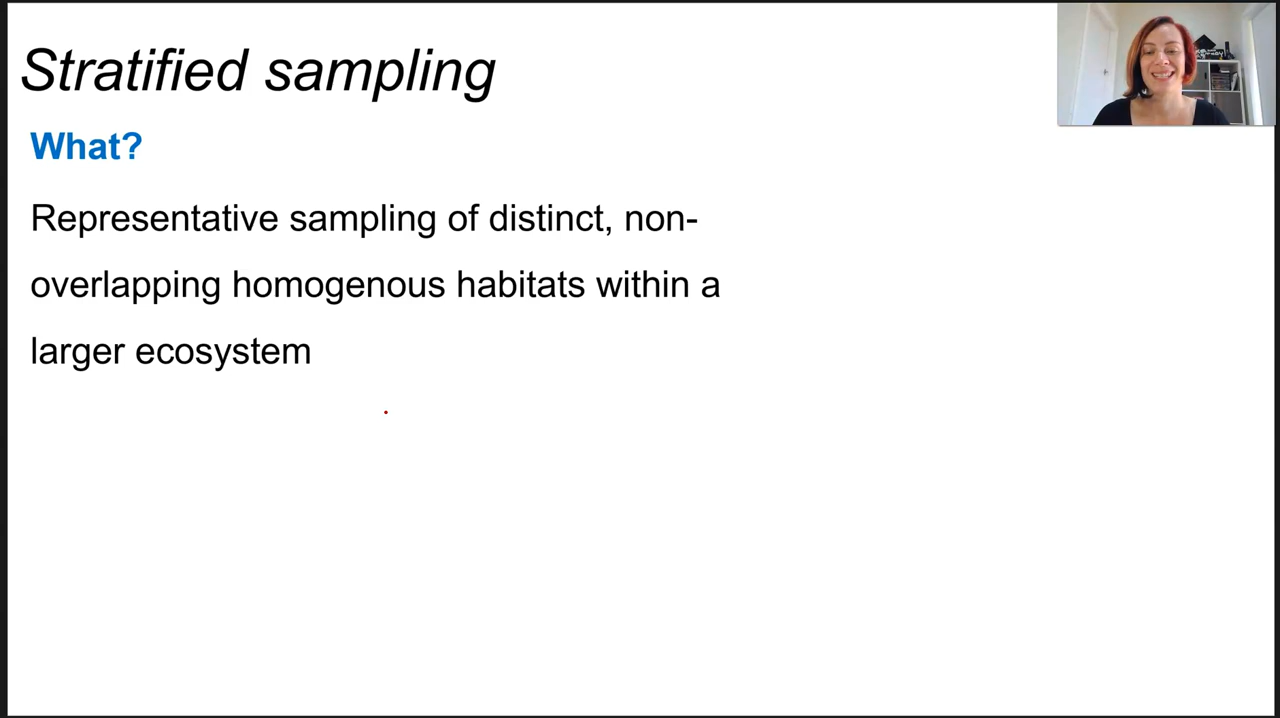 Stratified sampling
What?
Representative sampling of distinct, non-
overlapping homogenous habitats within a
larger ecosystem